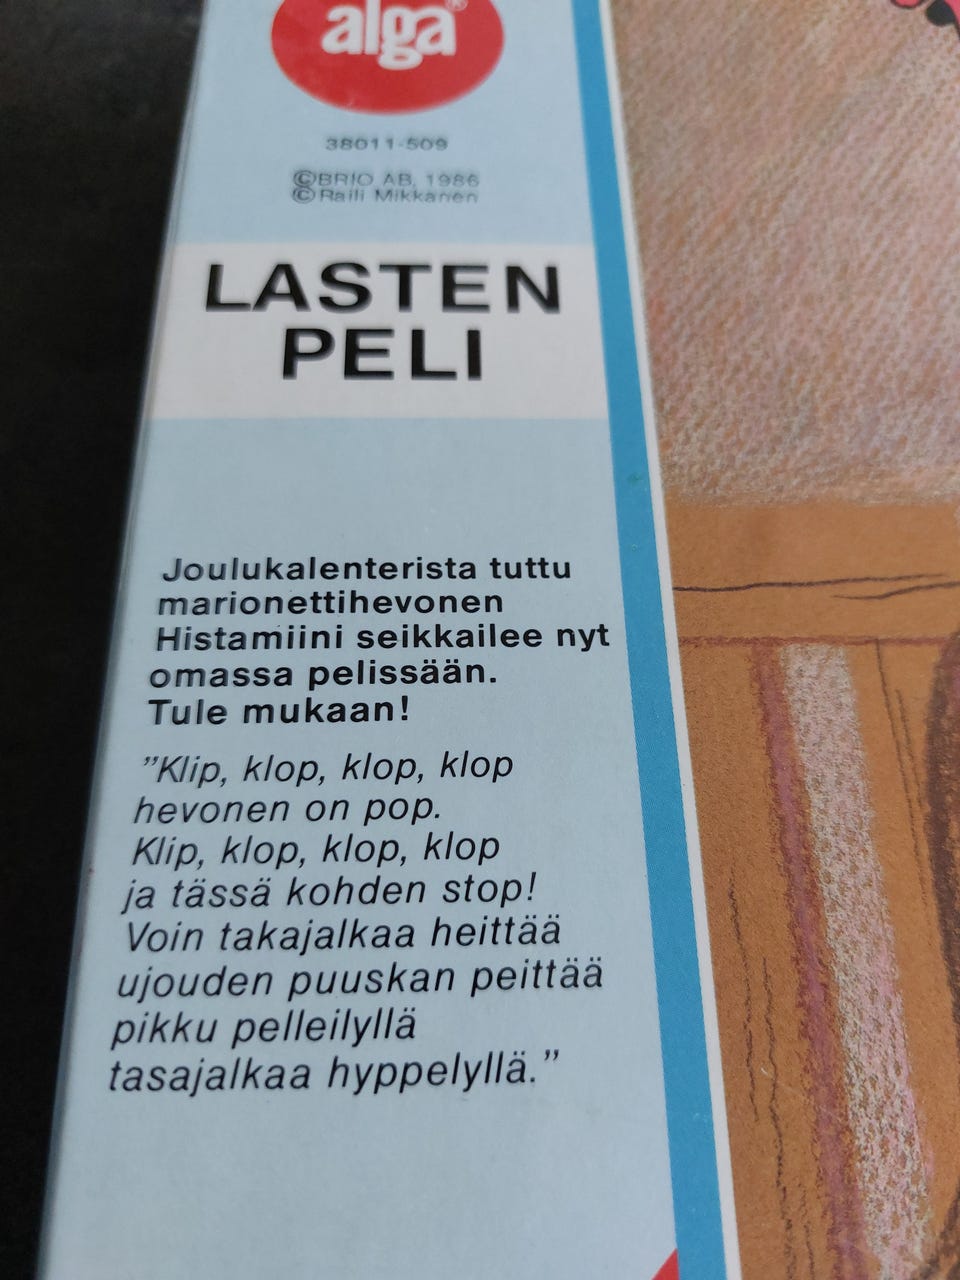 alga®
38011-509
©BRIO AB, 1986
©Raili Mikkanen
LASTEN
PELI
Joulukalenterista tuttu
marionettihevonen
Histamiini seikkailee nyt
omassa pelissään.
Tule mukaan!
”Klip, klop, klop, klop
hevonen on pop.
Klip, klop, klop, klop
ja tässä kohden stop!
Voin takajalkaa heittää
ujouden puuskan peittää
pikku pelleilyllä
tasajalkaa hyppelyllä.”